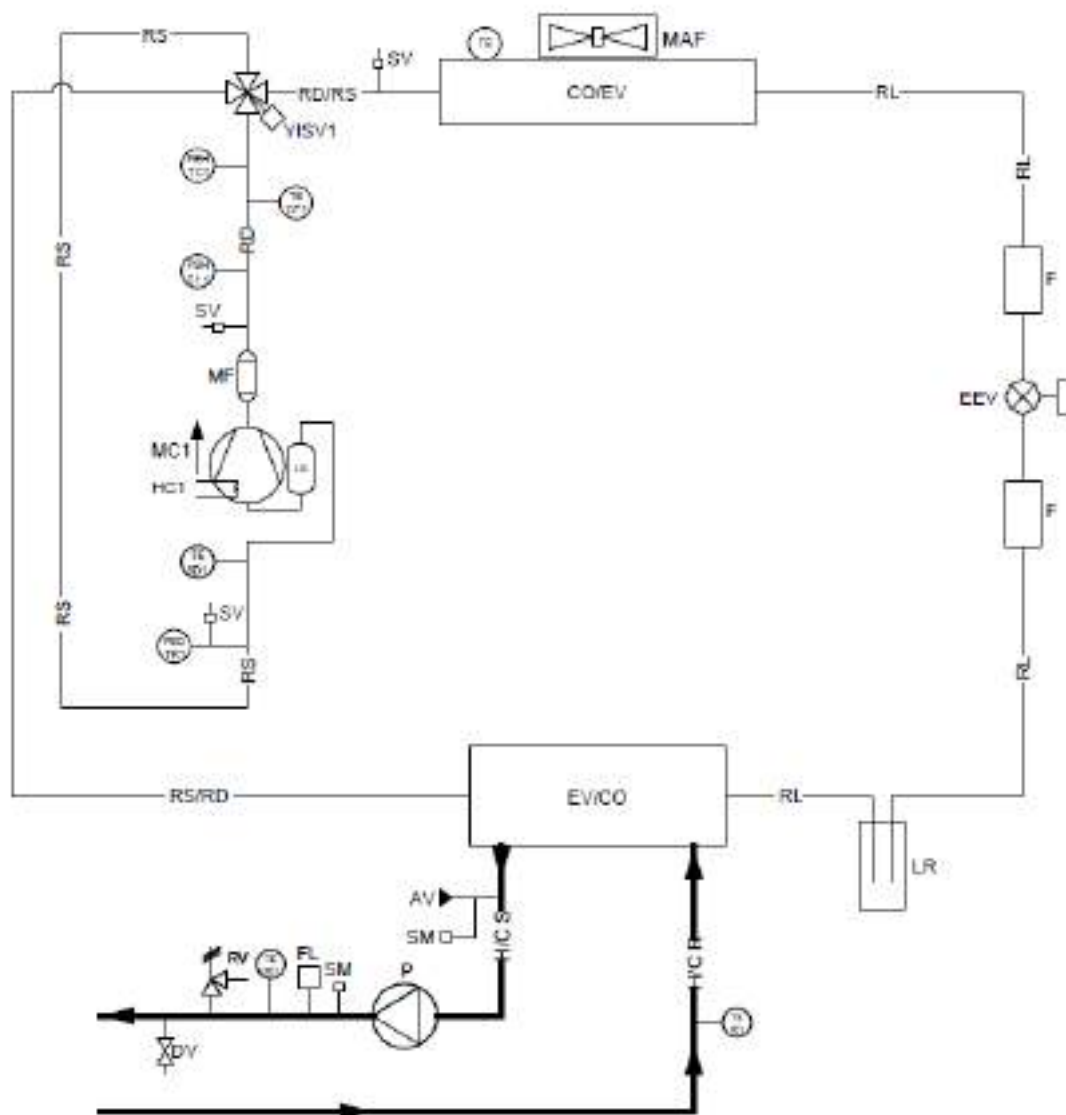 RS
SV
MAF
RD/RS
CO/EV
RL
YISV1
RL
RD
RS
SV
F
MF
EEV
MC1
HC1
F
SV
RS
RS
RL
RS/RD
EV/CO
RL
LR
AV
SM
H/C S
H/C R
RV
FL
SM
P
DV